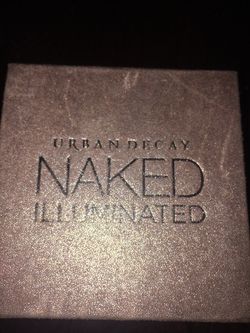 URBAN DECAY
NAKED
ILLUMINATED